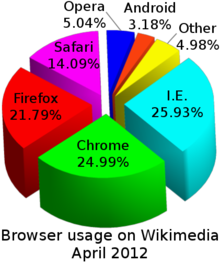 Opera
5.04%
Android
3.18%
Other
4.98%
Safari
14.09%
I.E.
25.93%
Firefox
21.79%
Chrome
24.99%
Browser usage on Wikimedia
April 2012